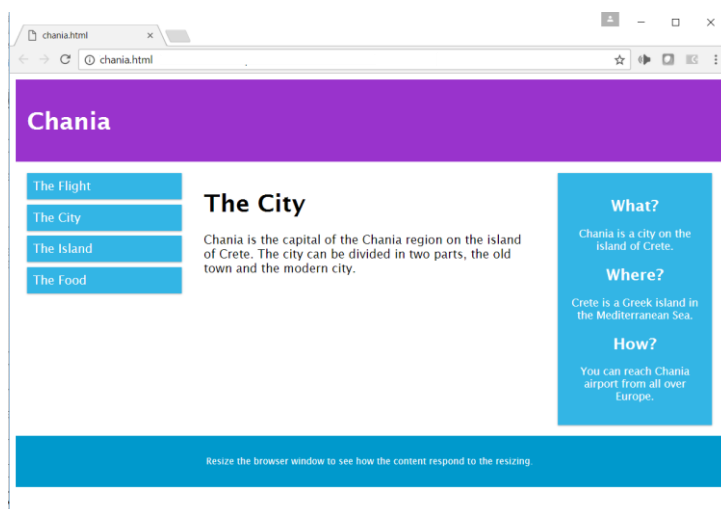 chania.html
chania.html
Chania
The Flight
The City
The Island
The Food
The City
Chania is the capital of the Chania region on the island
of Crete. The city can be divided in two parts, the old
town and the modern city.
What?
Chania is a city on the
island of Crete.
Where?
Crete is a Greek island in
the Mediterranean Sea.
How?
You can reach Chania
airport from all over
Europe.
Resize the browser window to see how the content respond to the resizing.